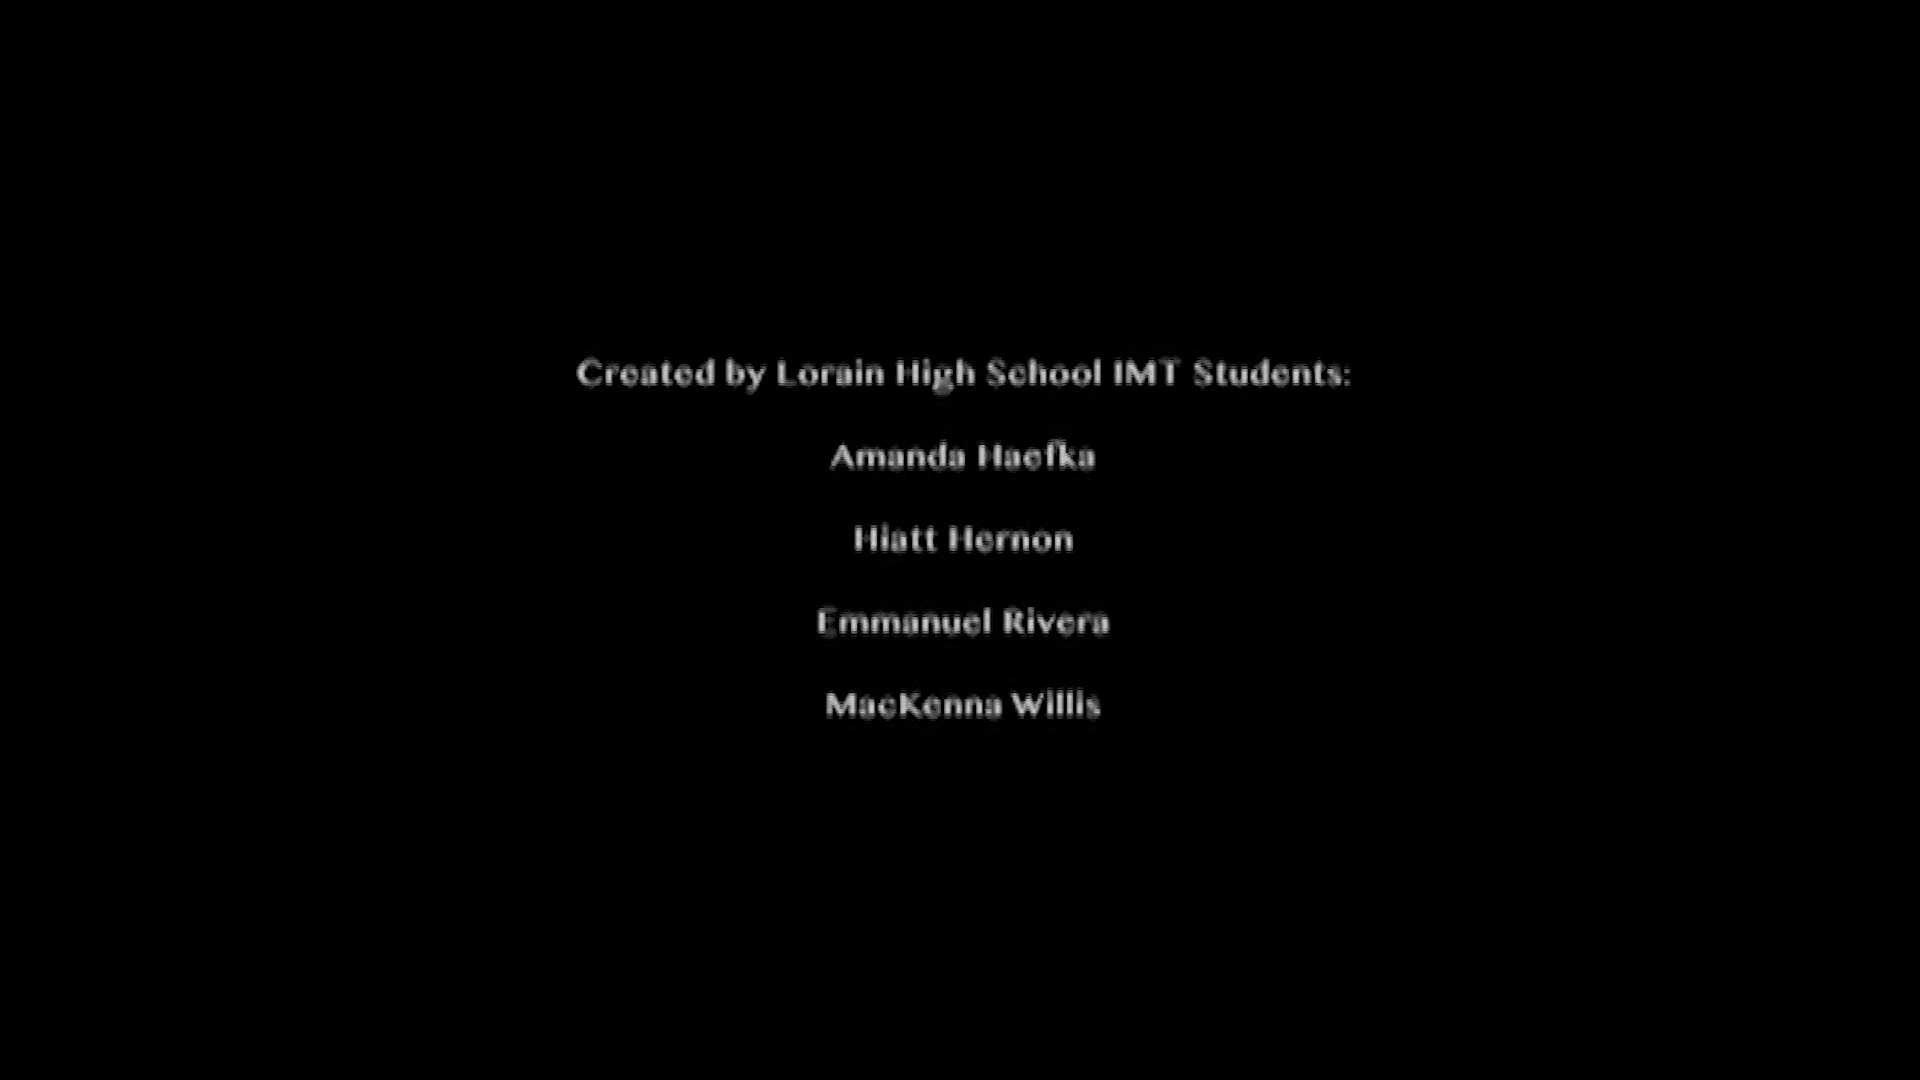 Created by Lorain High School IMT Students:
Amanda Haefka
Hiatt Hernon
Emmanuel Rivera
MacKenna Willis